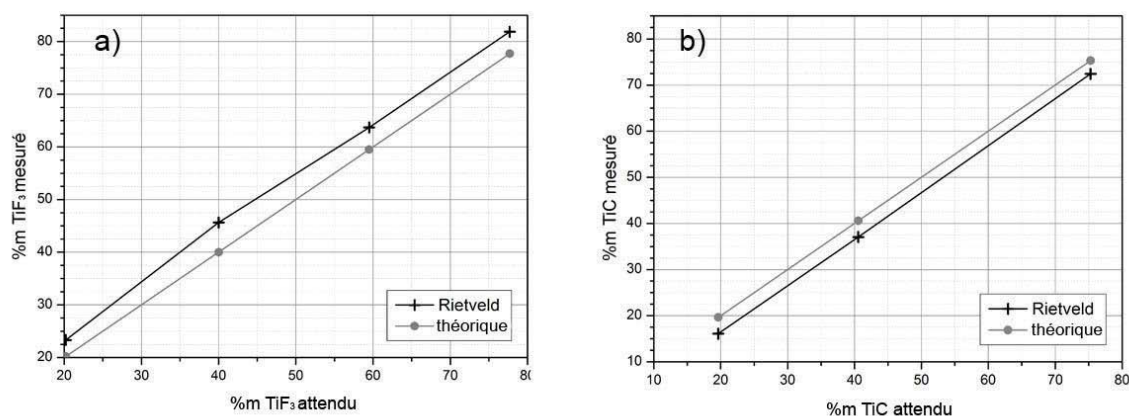 a)
%m TiF₃ mesuré
80
70
60
50
40
30
20
20 30 40 50 60 70 80
%m TiF₃ attendu
Rietveld
théorique
b)
%m TiC mesuré
80
70
60
50
40
30
20
10
10 20 30 40 50 60 70 80
%m TiC attendu
Rietveld
théorique